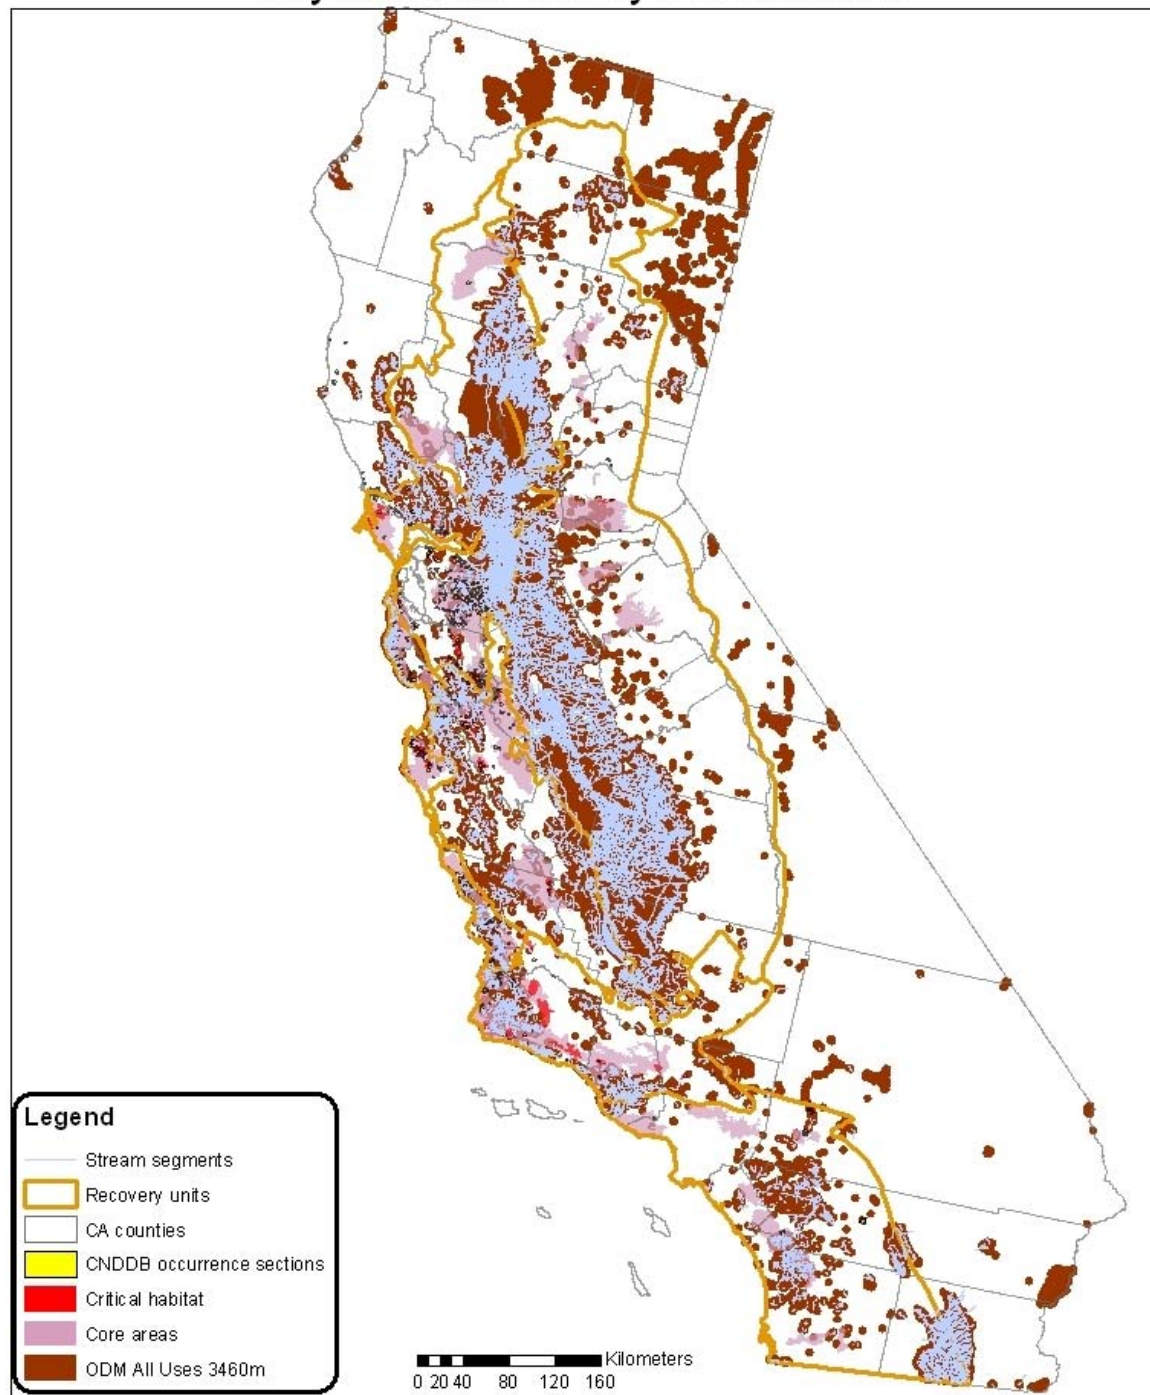 Legend
Stream segments
Recovery units
CA counties
CNDDB occurrence sections
Critical habitat
Core areas
ODM All Uses 3460m
Kilometers
0 20 40 80 120 160